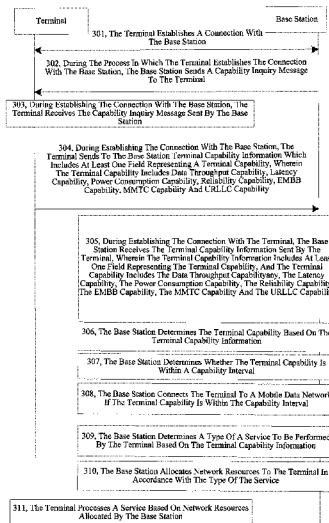 Terminal
Base Station
301, The Terminal Establishes A Connection With
The Base Station
302, During The Process In Which The Terminal Establishes The Connection
With The Base Station, The Base Station Sends A Capability Inquiry Message
To The Terminal
303, During Establishing The Connection With The Base Station, The
Terminal Receives The Capability Inquiry Message Sent By The Base
Station
304, During Establishing The Connection With The Base Station, The
Terminal Sends To The Base Station Terminal Capability Information Which
Includes At Least One Field Representing A Terminal Capability, Wherein
The Terminal Capability Includes Data Throughput Capability, Latency
Capability, Power Consumption Capability, Reliability Capability, EMBB
Capability, MMTC Capability And URLLC Capability
305, During Establishing The Connection With The Terminal, The Base
Station Receives The Terminal Capability Information Sent By The
Terminal, Wherein The Terminal Capability Information Includes At Least
One Field Representing The Terminal Capability, And The Terminal
Capability Includes The Data Throughput Capabilityany, The Latency
Capability, The Power Consumption Capability, The Reliability Capability
The EMBB Capability, The MMTC Capability And The URLLC Capabili
306, The Base Station Determines The Terminal Capability Based On The
Terminal Capability Information
307, The Base Station Determines Whether The Terminal Capability Is
Within A Capability Interval
308, The Base Station Connects The Terminal To A Mobile Data Network
If The Terminal Capability Is Within The Capability Interval
309, The Base Station Determines A Type Of A Service To Be Performed
By The Terminal Based On The Terminal Capability Information
310, The Base Station Allocates Network Resources To The Terminal In
Accordance With The Type Of The Service
311, The Terminal Processes A Service Based On Network Resources
Allocated By The Base Station